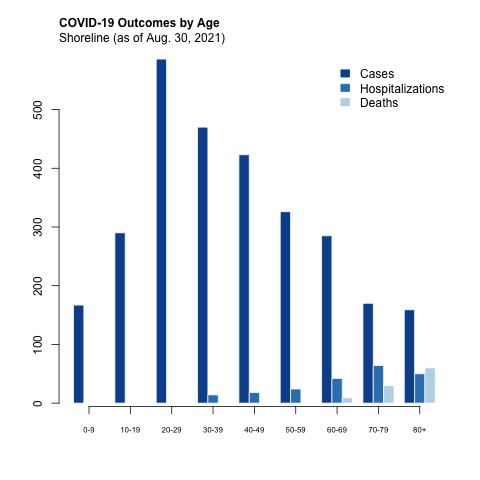 COVID-19 Outcomes by Age
Shoreline (as of Aug. 30, 2021)
Cases
Hospitalizations
Deaths
500
400
300
200
100
0
0-9 10-19 20-29 30-39 40-49 50-59 60-69 70-79 80+